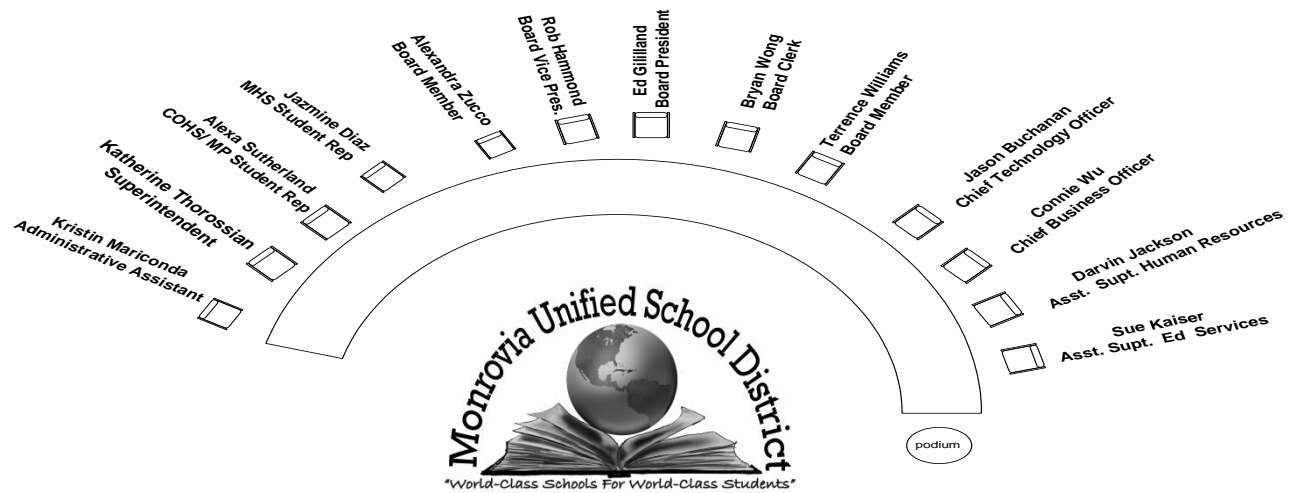 Kristin Mariconda
Administrative Assistant
Katherine Thorossian
Superintendent
Alexa Sutherland
COHS/ MP Student Rep
Jazmine Diaz
MHS Student Rep
Alexandra Zucco
Board Member
Rob Hammond
Board Vice Pres.
Ed Gililland
Board President
Bryan Wong
Board Clerk
Terrence Williams
Board Member
Jason Buchanan
Chief Technology Officer
Connie Wu
Chief Business Officer
Darvin Jackson
Asst. Supt. Human Resources
Sue Kaiser
Asst. Supt. Ed Services
podium
Monrovia Unified School District
"World-Class Schools For World-Class Students"